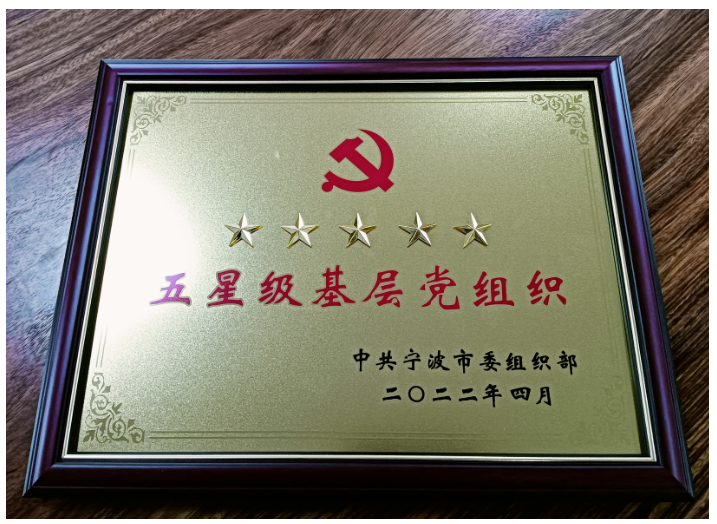 五星级基层党组织
中共宁波市委组织部
二〇二二年四月